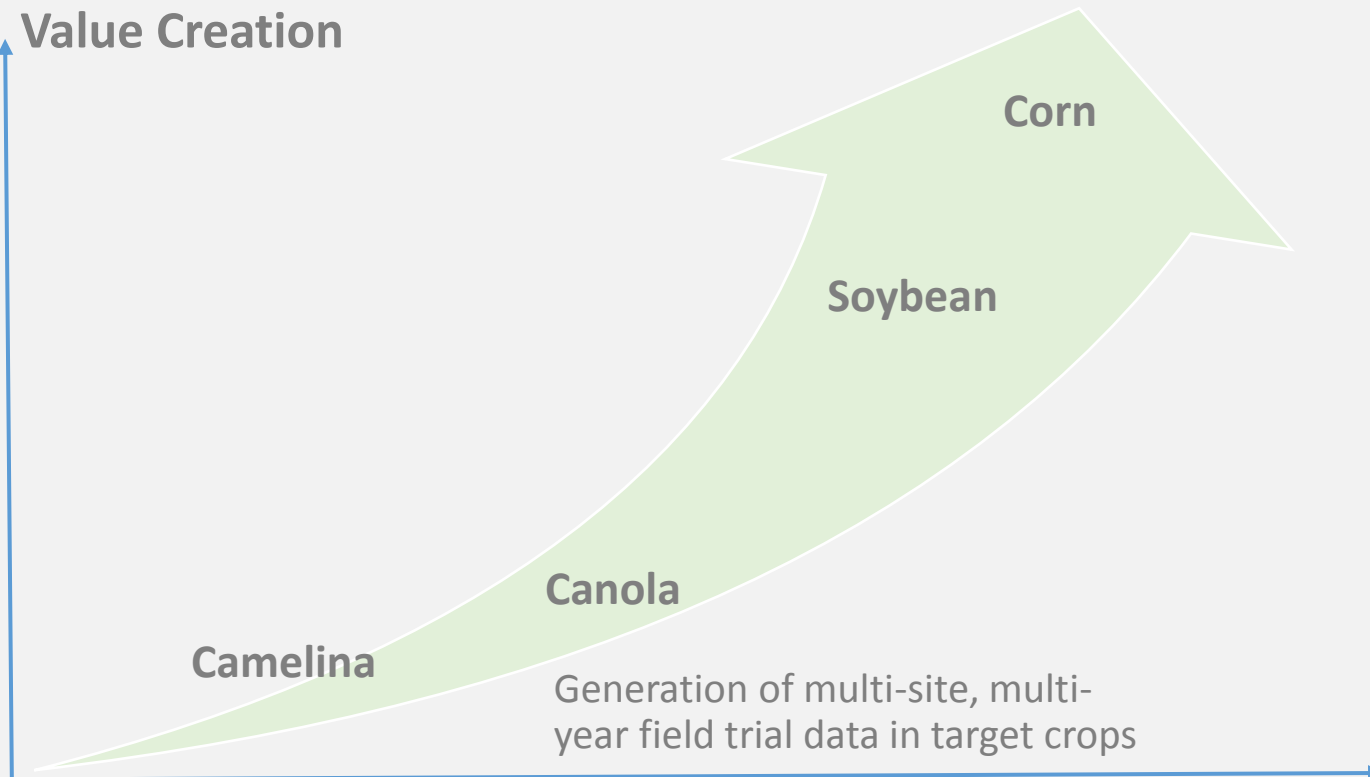 Value Creation
Corn
Soybean
Canola
Camelina
Generation of multi-site, multi-
year field trial data in target crops